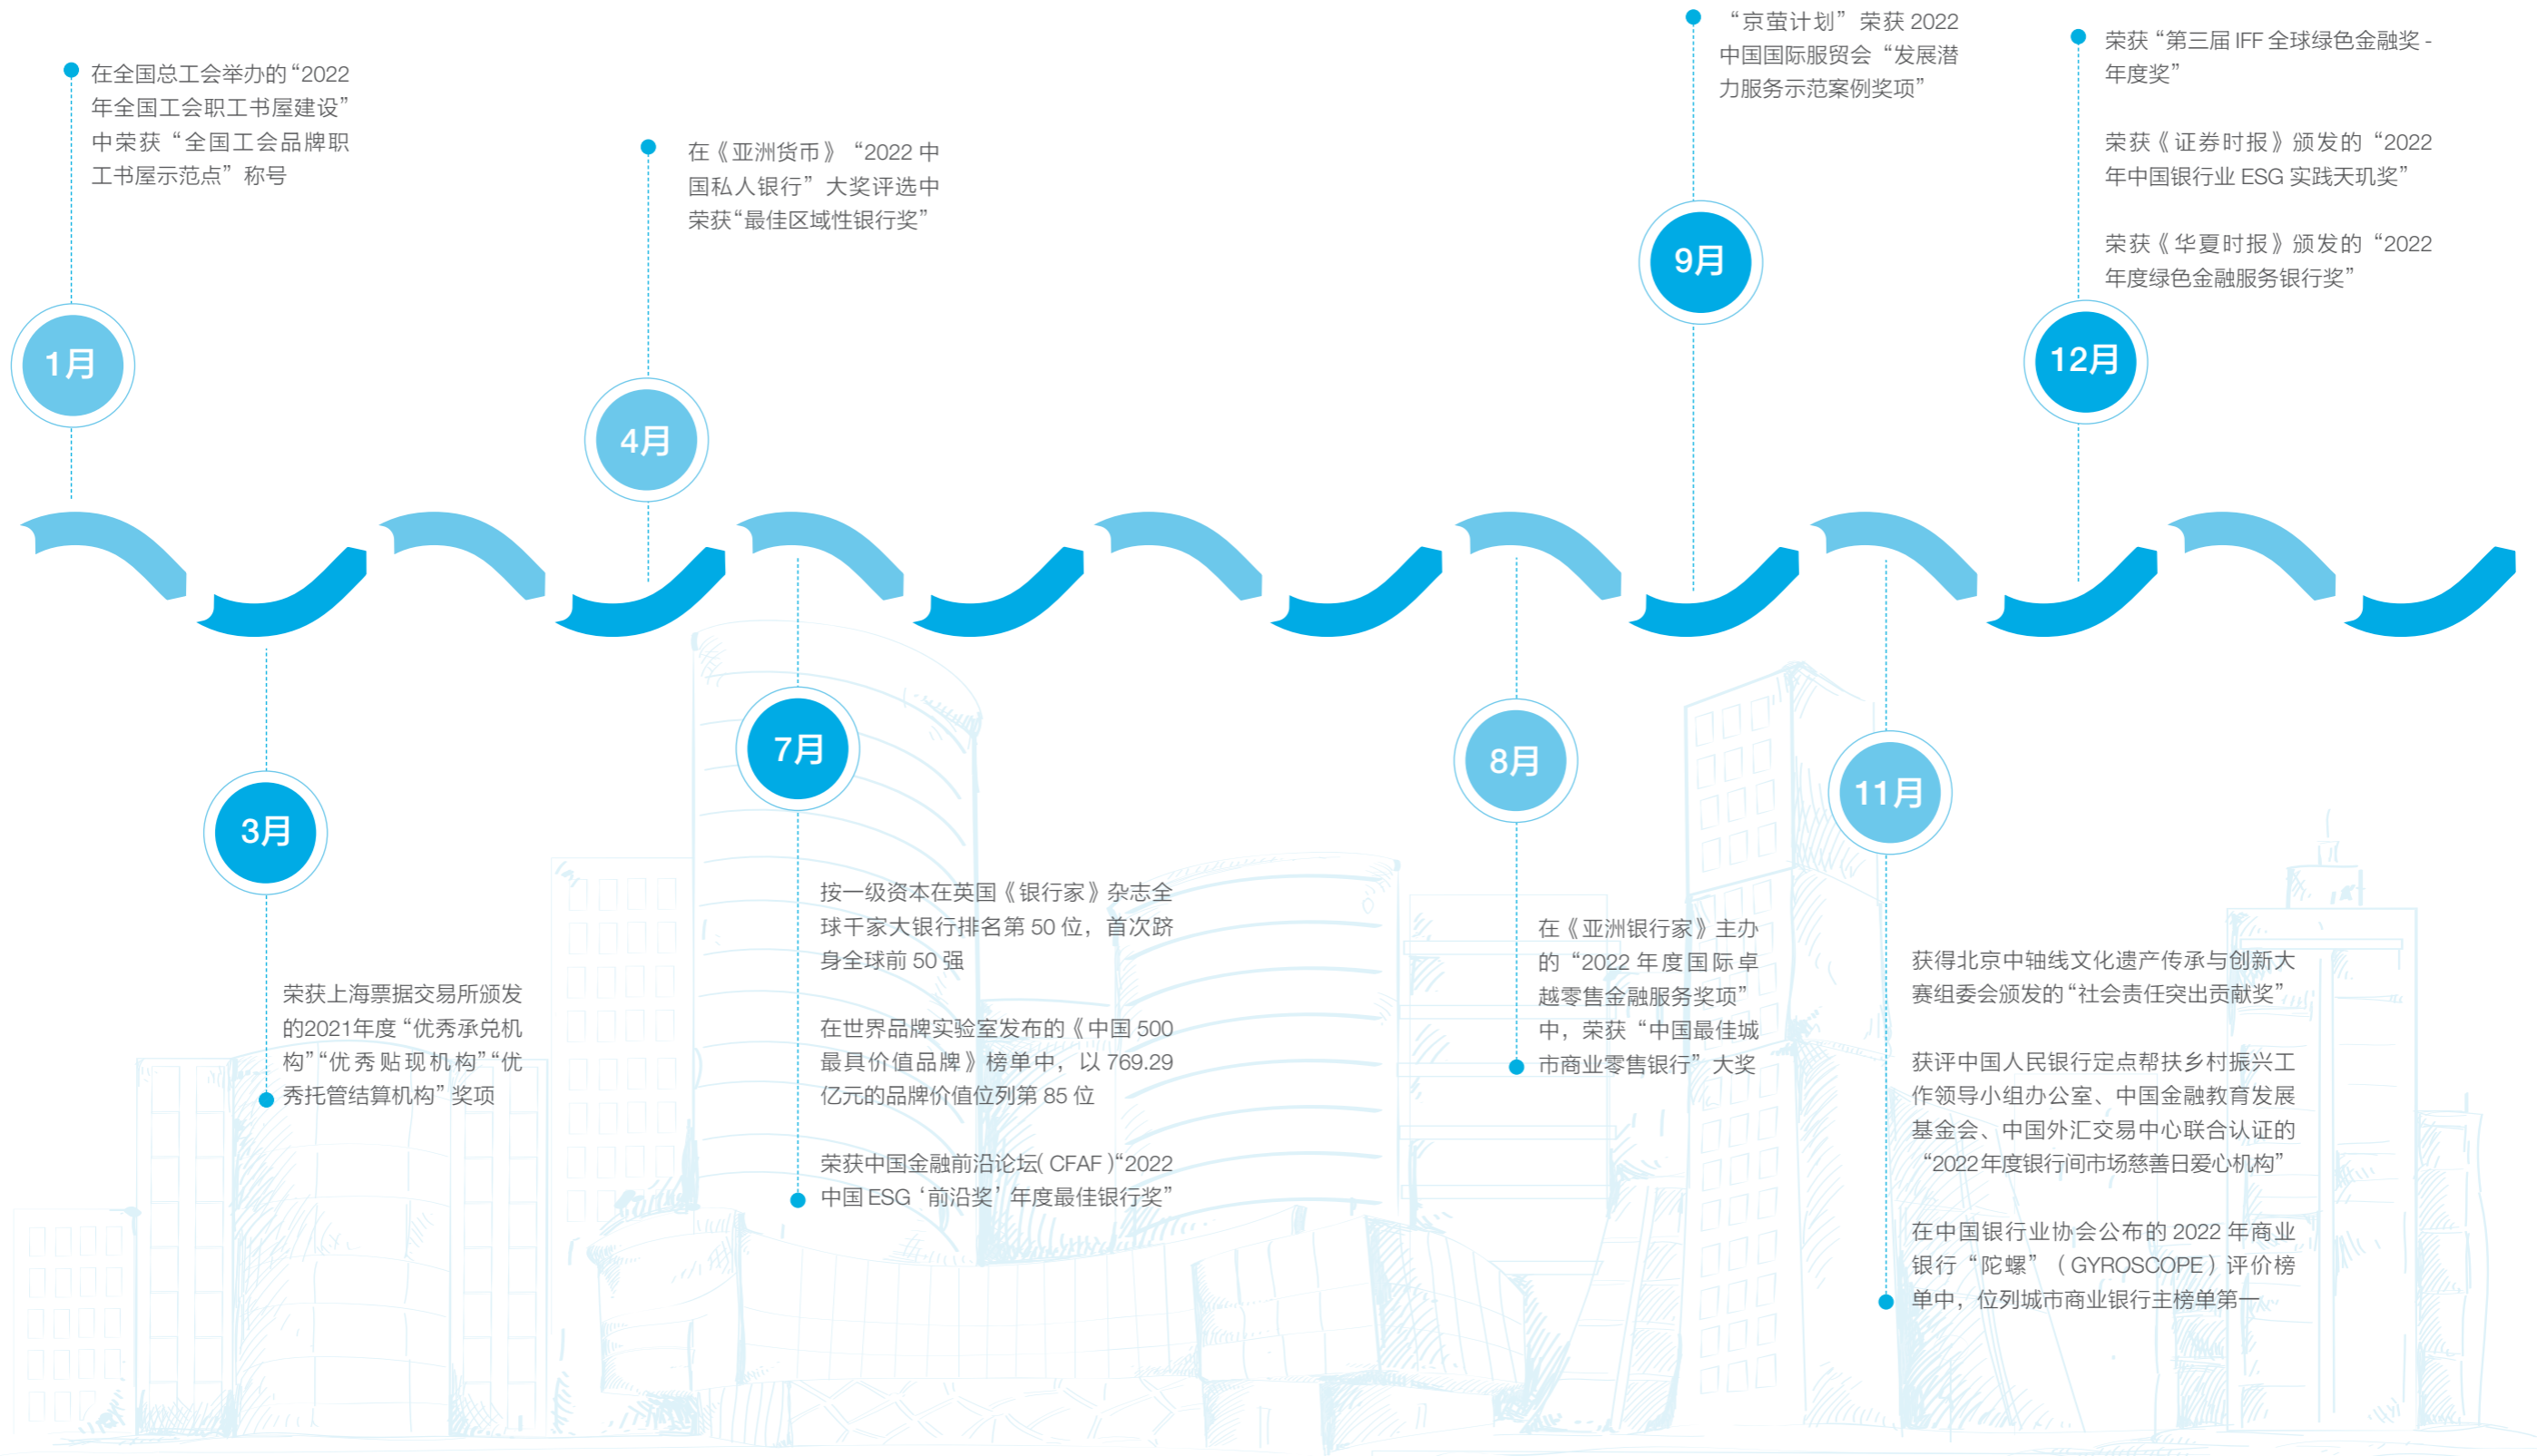 1月
在全国总工会举办的“2022
年全国工会职工书屋建设”
中荣获“全国工会品牌职
工书屋示范点”称号
3月
荣获上海票据交易所颁发
的2021年度“优秀承兑机
构”“优秀贴现机构”“优
秀托管结算机构”奖项
4月
在《亚洲货币》“2022 中
国私人银行”大奖评选中
荣获“最佳区域性银行奖”
7月
按一级资本在英国《银行家》杂志全
球千家大银行排名第 50 位，首次跻
身全球前 50 强
在世界品牌实验室发布的《中国 500
最具价值品牌》榜单中，以 769.29
亿元的品牌价值位列第 85 位
荣获中国金融前沿论坛( CFAF )“2022
中国 ESG‘前沿奖’年度最佳银行奖”
8月
在《亚洲银行家》主办
的“2022 年度国际卓
越零售金融服务奖项”
中，荣获“中国最佳城
市商业零售银行”大奖
9月
“京萤计划”荣获 2022
中国国际服贸会“发展潜
力服务示范案例奖项”
11月
获得北京中轴线文化遗产传承与创新大
赛组委会颁发的“社会责任突出贡献奖”
获评中国人民银行定点帮扶乡村振兴工
作领导小组办公室、中国金融教育发展
基金会、中国外汇交易中心联合认证的
“2022年度银行间市场慈善日爱心机构”
在中国银行业协会公布的 2022 年商业
银行“陀螺”（ GYROSCOPE ）评价榜
单中，位列城市商业银行主榜单第一
12月
荣获“第三届 IFF 全球绿色金融奖 -
年度奖”
荣获《证券时报》颁发的“2022
年中国银行业 ESG 实践天玑奖”
荣获《华夏时报》颁发的“2022
年度绿色金融服务银行奖”